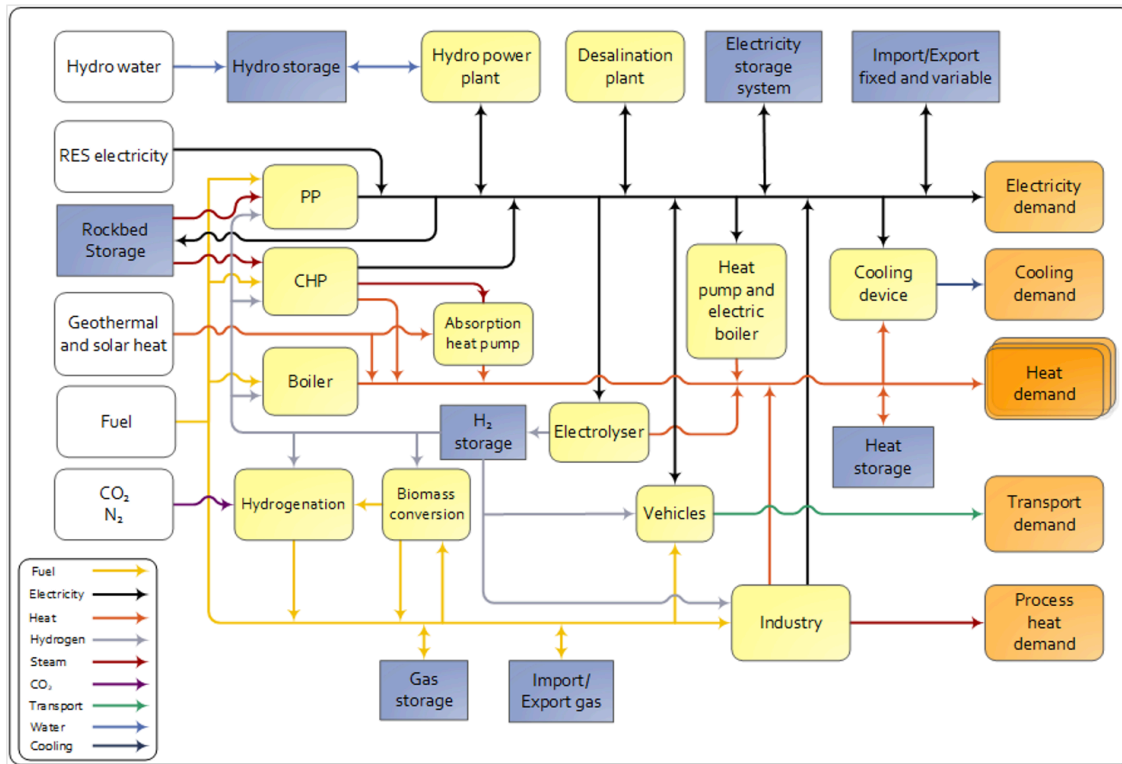 Hydro water
Hydro storage
Hydro power
plant
Desalination
plant
Electricity
storage
system
Import/Export
fixed and variable
RES electricity
PP
Electricity
demand
Rockbed
Storage
CHP
Heat
pump and
electric
boiler
Cooling
device
Cooling
demand
Geothermal
and solar heat
Absorption
heat pump
Boiler
Heat
demand
Fuel
H₂
storage
Electrolyser
Heat
storage
CO₂
N₂
Hydrogenation
Biomass
conversion
Vehicles
Transport
demand
Fuel
Electricity
Heat
Hydrogen
Steam
CO₂
Transport
Water
Cooling
Industry
Process
heat
demand
Gas
storage
Import/
Export gas